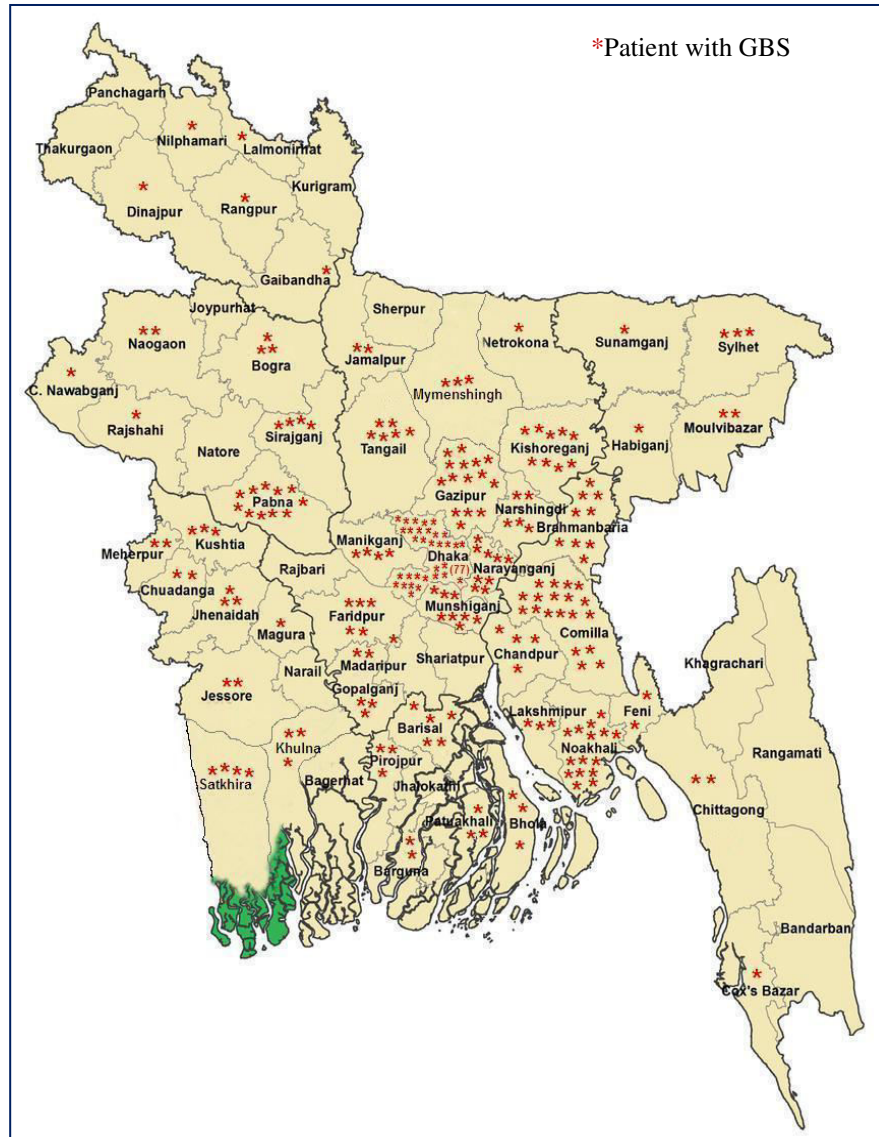 *Patient with GBS
Panchagarh
Nilphamari
Thakurgaon
Lalmonirhat
Kurigram
Dinajpur
Rangpur
Gaibandha
Joypurhat
Sherpur
Naogaon
Netrokona
Sunamganj
Sylhet
Bogra
Jamalpur
C. Nawabganj
Mymensingh
Rajshahi
Sirajganj
Moulvibazar
Natore
Tangail
Kishoreganj
Habiganj
Gazipur
Pabna
Narshingdi
Brahmanbaria
Meherpur
Kushtia
Manikganj
Dhaka
(77)
Narayanganj
Rajbari
Chuadanga
Jhenaidah
Faridpur
Munshiganj
Magura
Comilla
Chandpur
Madaripur
Shariatpur
Khagrachari
Narail
Jessore
Gopalganj
Lakshmipur
Feni
Barisal
Noakhali
Khulna
Rangamati
Pirojpur
Satkhira
Bagerhat
Jhalokathi
Chittagong
Patuakhali
Bhola
Barguna
Bandarban
Cox's Bazar